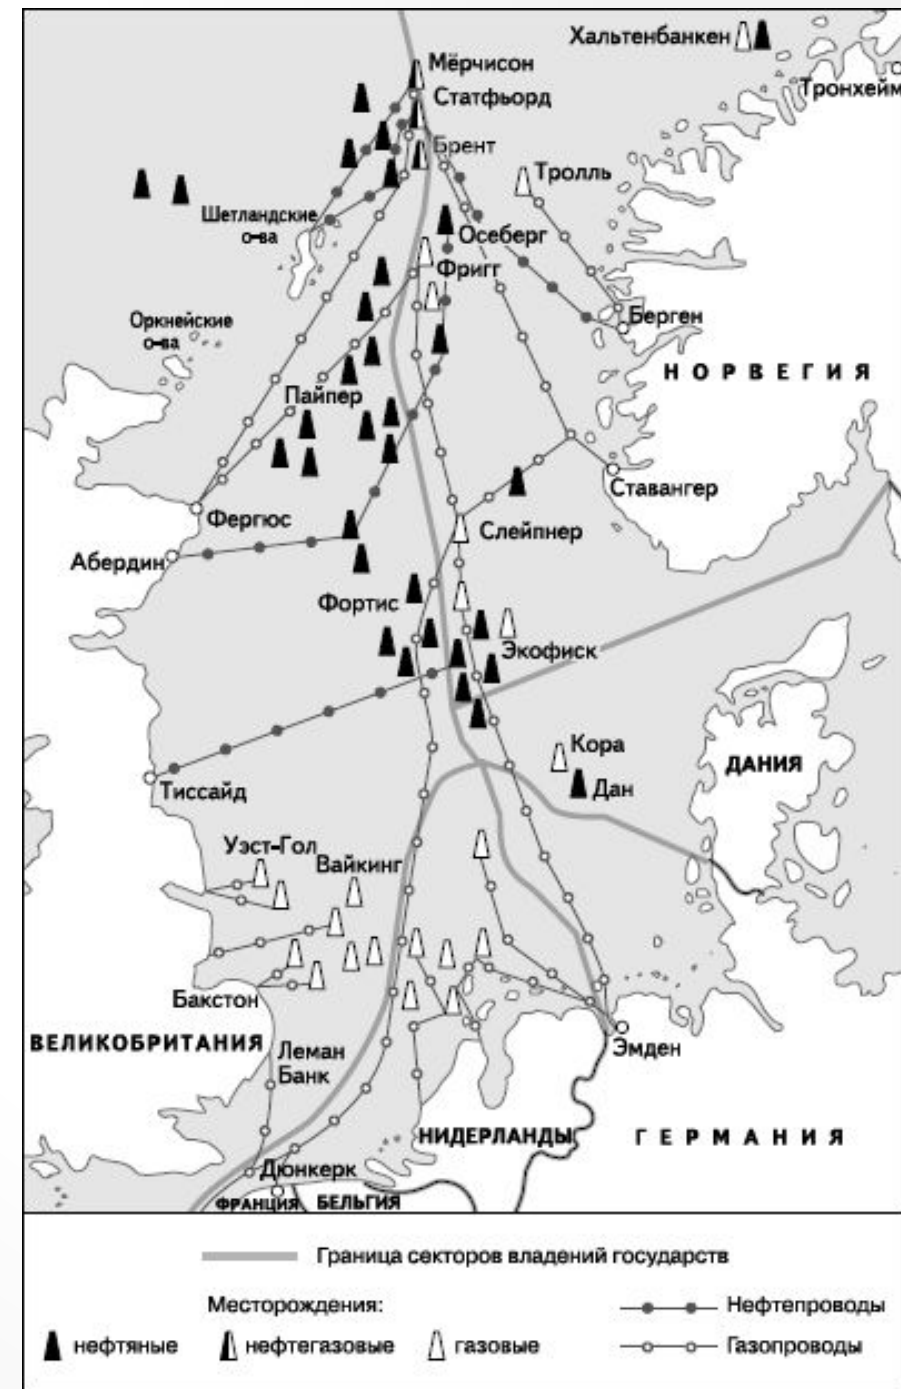 Хальтенбанкен
Тронхейм
Мёрчисон
Статфьорд
Брент
Тролль
Шетландские
о-ва
Осеберг
Фригг
Оркнейские
о-ва
Берген
НОРВЕГИЯ
Пайпер
Ставангер
Фергюс
Слейпнер
Абердин
Фортис
Экофиск
Кора
ДАНИЯ
Дан
Тиссайд
Уэст-Гол
Вайкинг
Бакстон
ВЕЛИКОБРИТАНИЯ
Леман
Банк
Эмден
НИДЕРЛАНДЫ
ГЕРМАНИЯ
Дюнкерк
ФРАНЦИЯ
БЕЛЬГИЯ
Граница секторов владений государств
Месторождения:
нефтяные
нефтегазовые
газовые
Нефтепроводы
Газопроводы